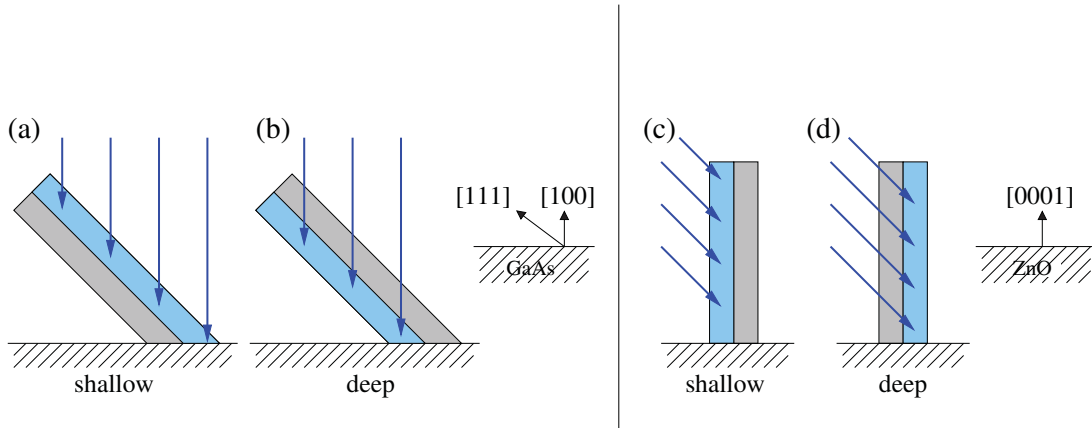 (a)
(b)
(c)
(d)
[111] [100]
GaAs
[0001]
ZnO
shallow
deep
shallow
deep